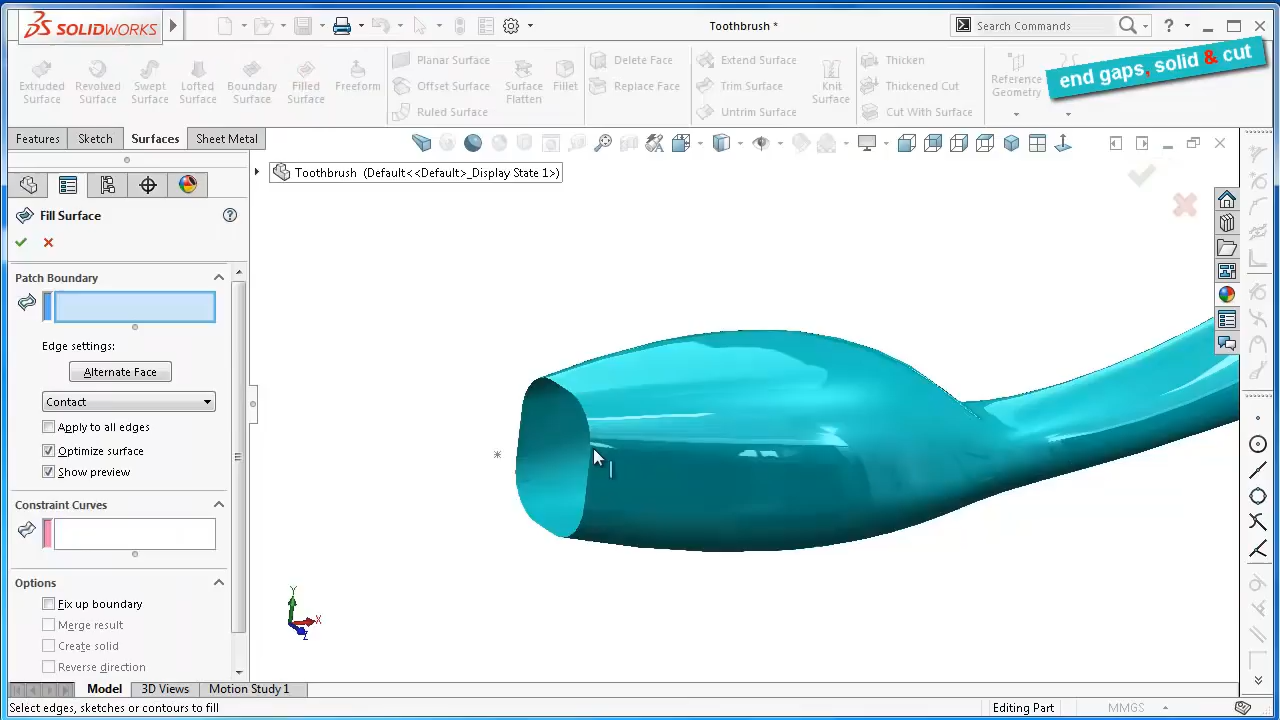 SOLIDWORKS
Toothbrush *
Search Commands
end gaps, solid & cut
Extruded Surface
Revolved Surface
Swept Surface
Lofted Surface
Boundary Surface
Filled Surface
Freeform
Planar Surface
Offset Surface
Ruled Surface
Surface Flatten
Fillet
Delete Face
Replace Face
Extend Surface
Trim Surface
Untrim Surface
Knit Surface
Thicken
Thickened Cut
Cut With Surface
Reference Geometry
Features
Sketch
Surfaces
Sheet Metal
Toothbrush (Default<<Default>_Display State 1>)
Fill Surface
Patch Boundary
Edge settings:
Alternate Face
Contact
Apply to all edges
Optimize surface
Show preview
Constraint Curves
Options
Fix up boundary
Merge result
Create solid
Reverse direction
Y
X
Z
Model
3D Views
Motion Study 1
Select edges, sketches or contours to fill
Editing Part
MMGS